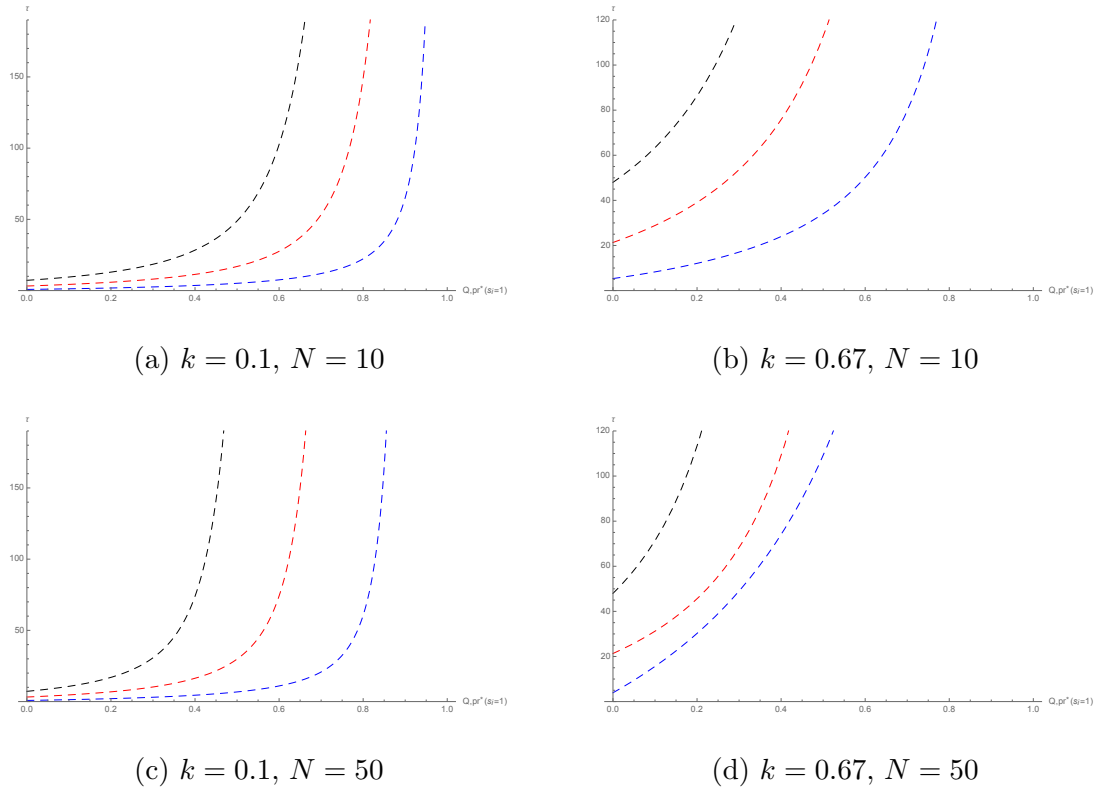 r
150
100
50
0.0 0.2 0.4 0.6 0.8 1.0
Q,pr*(sᵢ=1)
(a) k = 0.1, N = 10
r
120
100
80
60
40
20
0.0 0.2 0.4 0.6 0.8 1.0
Q,pr*(sᵢ=1)
(b) k = 0.67, N = 10
r
150
100
50
0.0 0.2 0.4 0.6 0.8 1.0
Q,pr*(sᵢ=1)
(c) k = 0.1, N = 50
r
120
100
80
60
40
20
0.0 0.2 0.4 0.6 0.8 1.0
Q,pr*(sᵢ=1)
(d) k = 0.67, N = 50